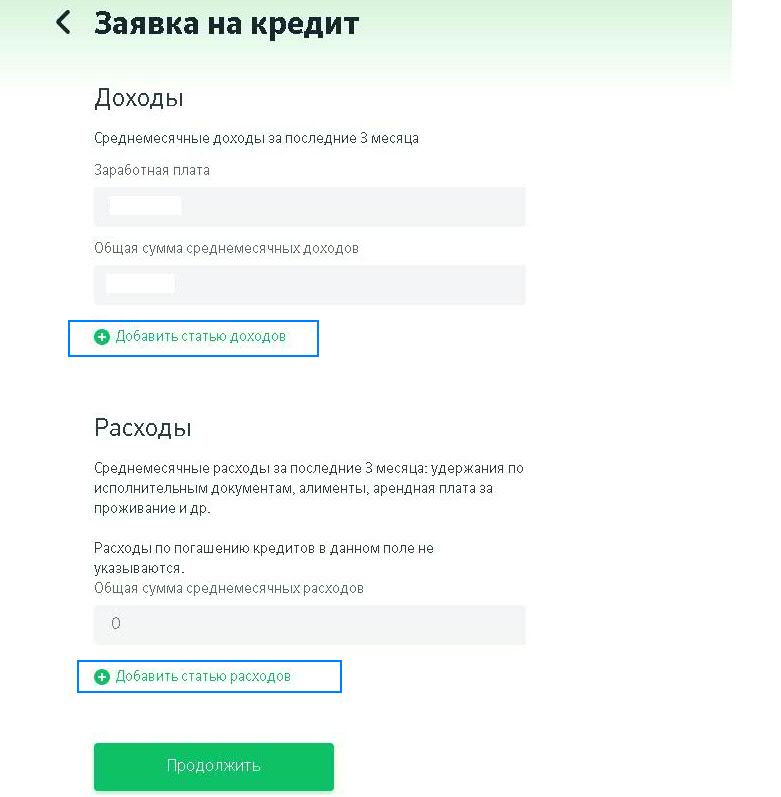 Заявка на кредит
Доходы
Среднемесячные доходы за последние 3 месяца
Заработная плата
Общая сумма среднемесячных доходов
Добавить статью доходов
Расходы
Среднемесячные расходы за последние 3 месяца: удержания по
исполнительным документам, алименты, арендная плата за
проживание и др.
Расходы по погашению кредитов в данном поле не
указываются.
Общая сумма среднемесячных расходов
0
Добавить статью расходов
Продолжить